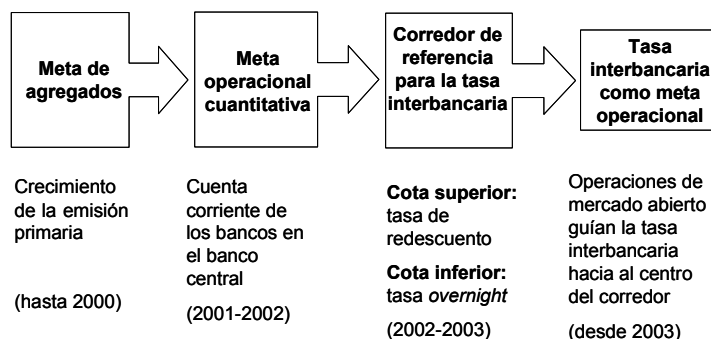 Meta de
agregados
Meta
operacional
cuantitativa
Corredor de
referencia
para la tasa
interbancaria
Tasa
interbancaria
como meta
operacional
Crecimiento
de la emisión
primaria
(hasta 2000)
Cuenta
corriente de
los bancos en
el banco
central
(2001-2002)
Cota superior:
tasa de
redescuento
Cota inferior:
tasa overnight
(2002-2003)
Operaciones de
mercado abierto
guían la tasa
interbancaria
hacia al centro
del corredor
(desde 2003)